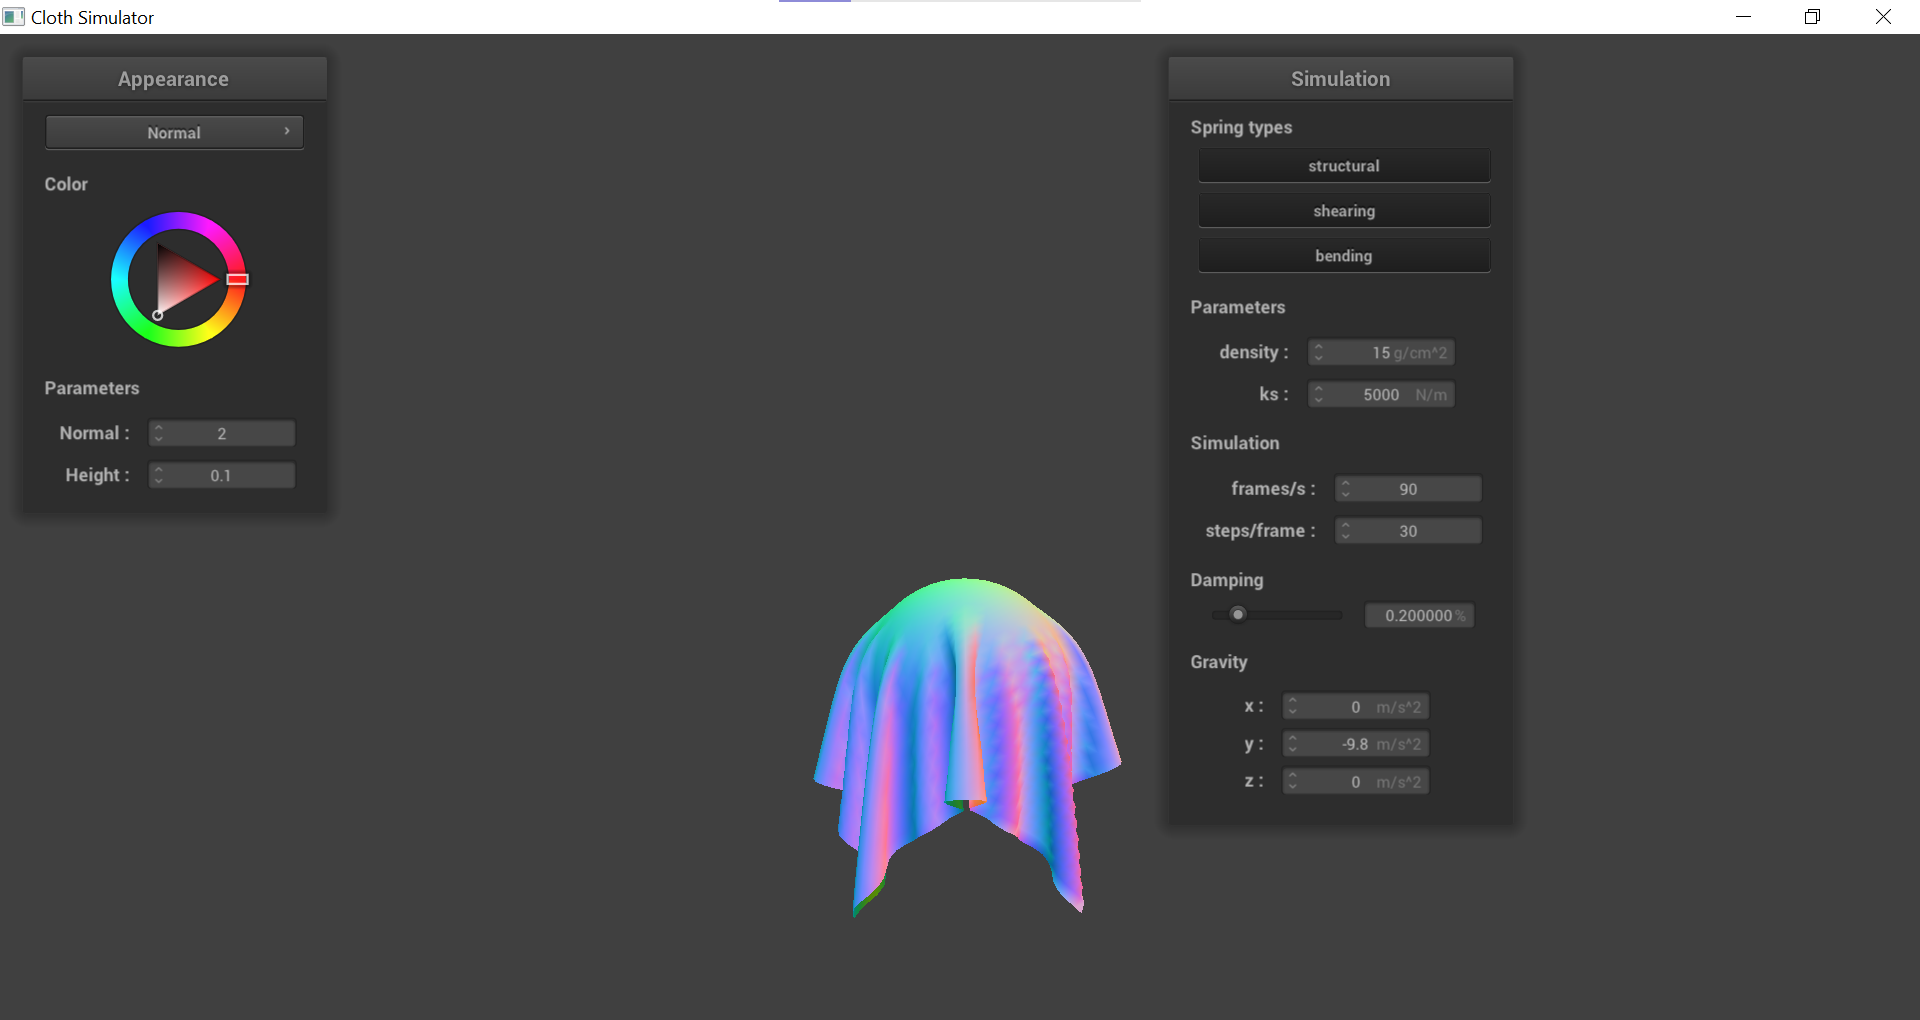 Cloth Simulator
Appearance
Normal
Color
Parameters
Normal : 2
Height : 0.1
Simulation
Spring types
structural
shearing
bending
Parameters
density : 15 g/cm^2
ks : 5000 N/m
Simulation
frames/s : 90
steps/frame : 30
Damping
0.200000 %
Gravity
x : 0 m/s^2
y : -9.8 m/s^2
z : 0 m/s^2